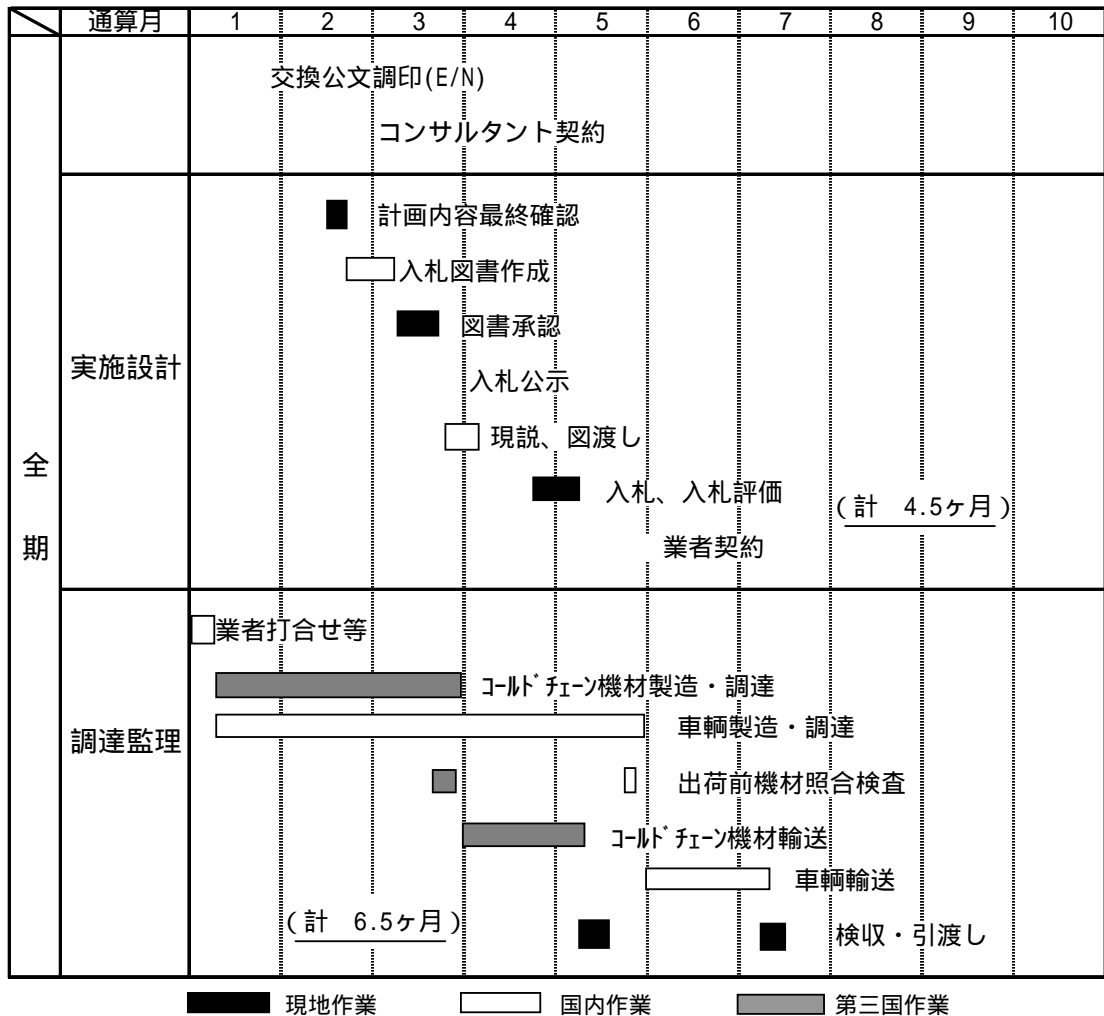 通算月 1 2 3 4 5 6 7 8 9 10
交換公文調印(E/N)
コンサルタント契約
全期
実施設計
計画内容最終確認
入札図書作成
図書承認
入札公示
現説、図渡し
入札、入札評価
(計 4.5ヶ月)
業者契約
調達監理
業者打合せ等
ｺｰﾙﾄﾞﾁｪｰﾝ機材製造・調達
車輌製造・調達
出荷前機材照合検査
ｺｰﾙﾄﾞﾁｪｰﾝ機材輸送
車輌輸送
(計 6.5ヶ月)
検収・引渡し
現地作業 国内作業 第三国作業